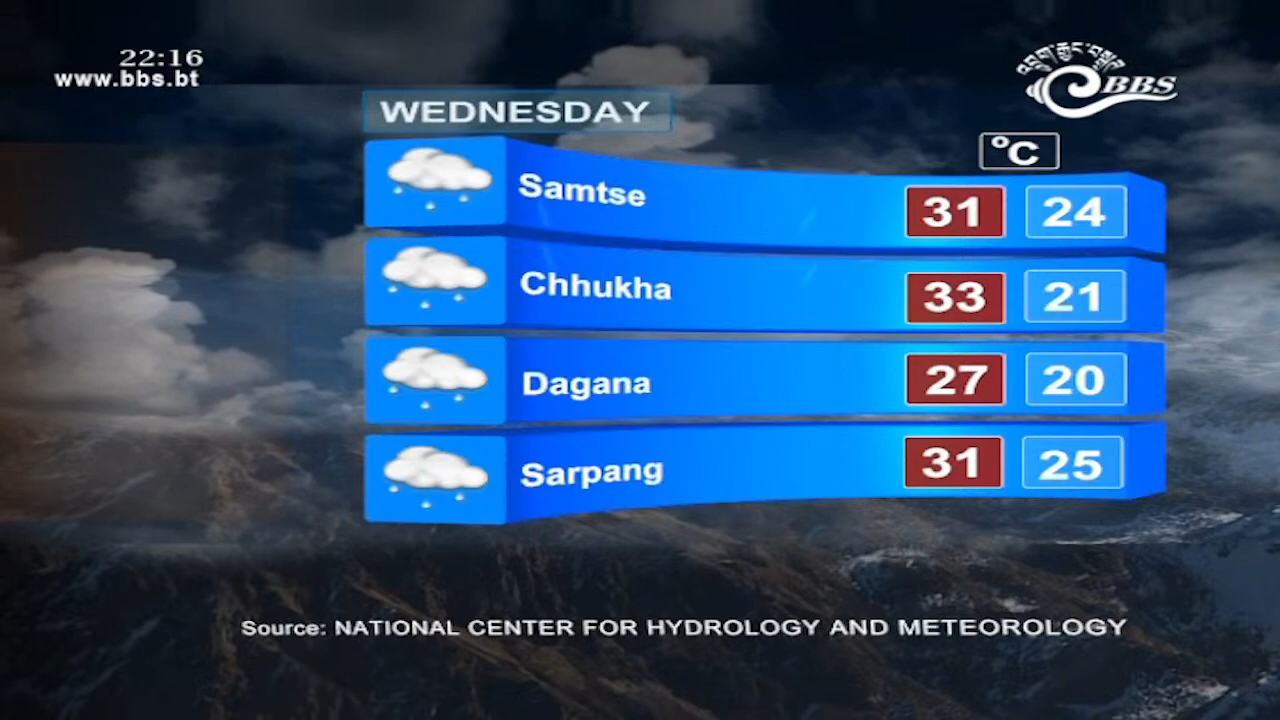 22:16
www.bbs.bt
BBS
WEDNESDAY
°C
Samtse 31 24
Chhukha 33 21
Dagana 27 20
Sarpang 31 25
Source: NATIONAL CENTER FOR HYDROLOGY AND METEOROLOGY